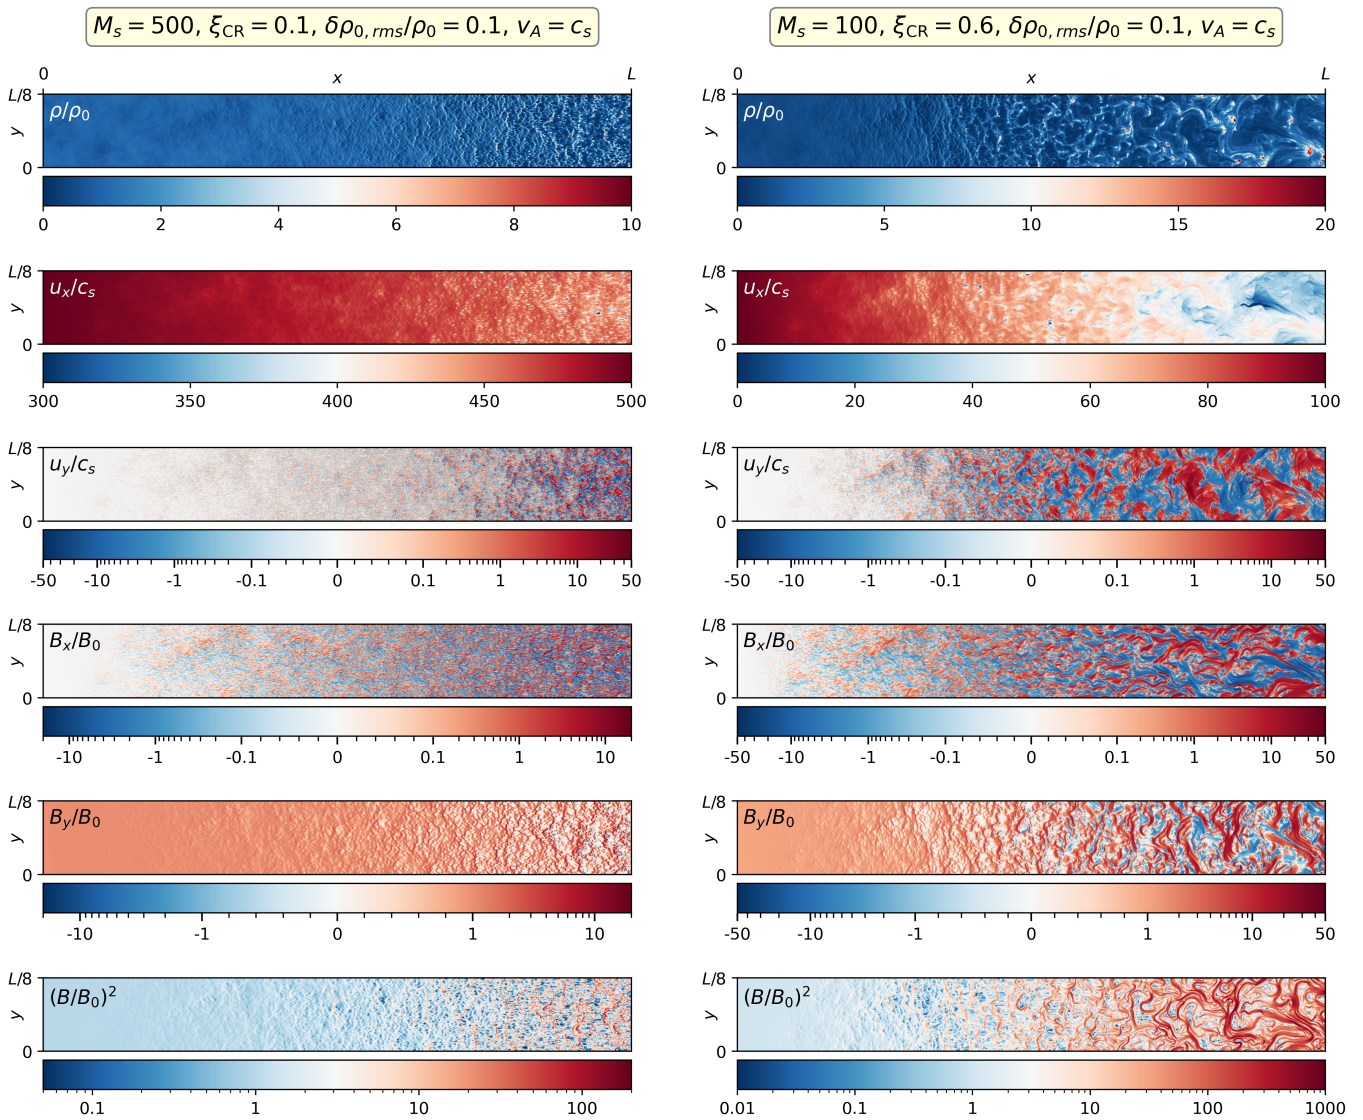 M_s = 500, ξ_CR = 0.1, δρ_{0,rms}/ρ_0 = 0.1, v_A = c_s
0 x L
L/8
y
0
ρ/ρ_0
0 2 4 6 8 10
L/8
y
0
u_x/c_s
300 350 400 450 500
L/8
y
0
u_y/c_s
-50 -10 -1 -0.1 0 0.1 1 10 50
L/8
y
0
B_x/B_0
-10 -1 -0.1 0 0.1 1 10
L/8
y
0
B_y/B_0
-10 -1 0 1 10
L/8
y
0
(B/B_0)^2
0.1 1 10 100
M_s = 100, ξ_CR = 0.6, δρ_{0,rms}/ρ_0 = 0.1, v_A = c_s
0 x L
L/8
y
0
ρ/ρ_0
0 5 10 15 20
L/8
y
0
u_x/c_s
0 20 40 60 80 100
L/8
y
0
u_y/c_s
-50 -10 -1 -0.1 0 0.1 1 10 50
L/8
y
0
B_x/B_0
-50 -10 -1 -0.1 0 0.1 1 10 50
L/8
y
0
B_y/B_0
-50 -10 -1 0 1 10 50
L/8
y
0
(B/B_0)^2
0.01 0.1 1 10 100 1000